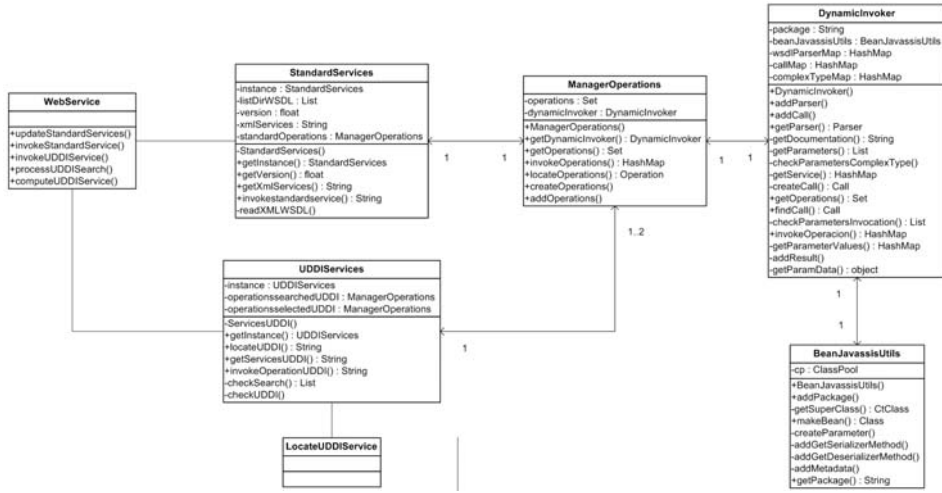 WebService
+updateStandardServices()
+invokeStandardService()
+invokeUDDIService()
+processUDDISearch()
+computeUDDIService()
StandardServices
-instance : StandardServices
-listDirWSDL : List
-version : float
-xmlServices : String
-standardOperations : ManagerOperations
-StandardServices()
+getInstance() : StandardServices
+getVersion() : float
+getXmlServices() : String
+invokestandardservice() : String
-readXMLWSDL()
1
1
ManagerOperations
-operations : Set
-dynamicInvoker : DynamicInvoker
+ManagerOperations()
+getDynamicInvoker() : DynamicInvoker
+getOperations() : Set
+invokeOperations() : HashMap
+locateOperations() : Operation
+createOperations()
+addOperations()
1
1
1..2
DynamicInvoker
-package : String
-beanJavassisUtils : BeanJavassisUtils
-wsdlParserMap : HashMap
-callMap : HashMap
-complexTypeMap : HashMap
+DynamicInvoker()
+addParser()
+addCall()
+getParser() : Parser
+getDocumentation() : String
+getParameters() : List
-checkParametersComplexType()
-getService() : HashMap
-createCall() : Call
+getOperations() : Set
+findCall() : Call
-checkParametersInvocation() : List
+invokeOperacion() : HashMap
-getParameterValues() : HashMap
-addResult()
-getParamData() : object
UDDIServices
-instance : UDDIServices
-operationssearchedUDDI : ManagerOperations
-operationsselectedUDDI : ManagerOperations
-ServicesUDDI()
+getInstance() : UDDIServices
+locateUDDI() : String
+getServicesUDDI() : String
+invokeOperationUDDI() : String
-checkSearch() : List
-checkUDDI()
1
1
1
BeanJavassisUtils
-cp : ClassPool
+BeanJavassisUtils()
+addPackage()
-getSuperClass() : CtClass
+makeBean() : Class
-createParameter()
-addGetSerializerMethod()
-addGetDeserializerMethod()
-addMetadata()
+getPackage() : String
LocateUDDIService